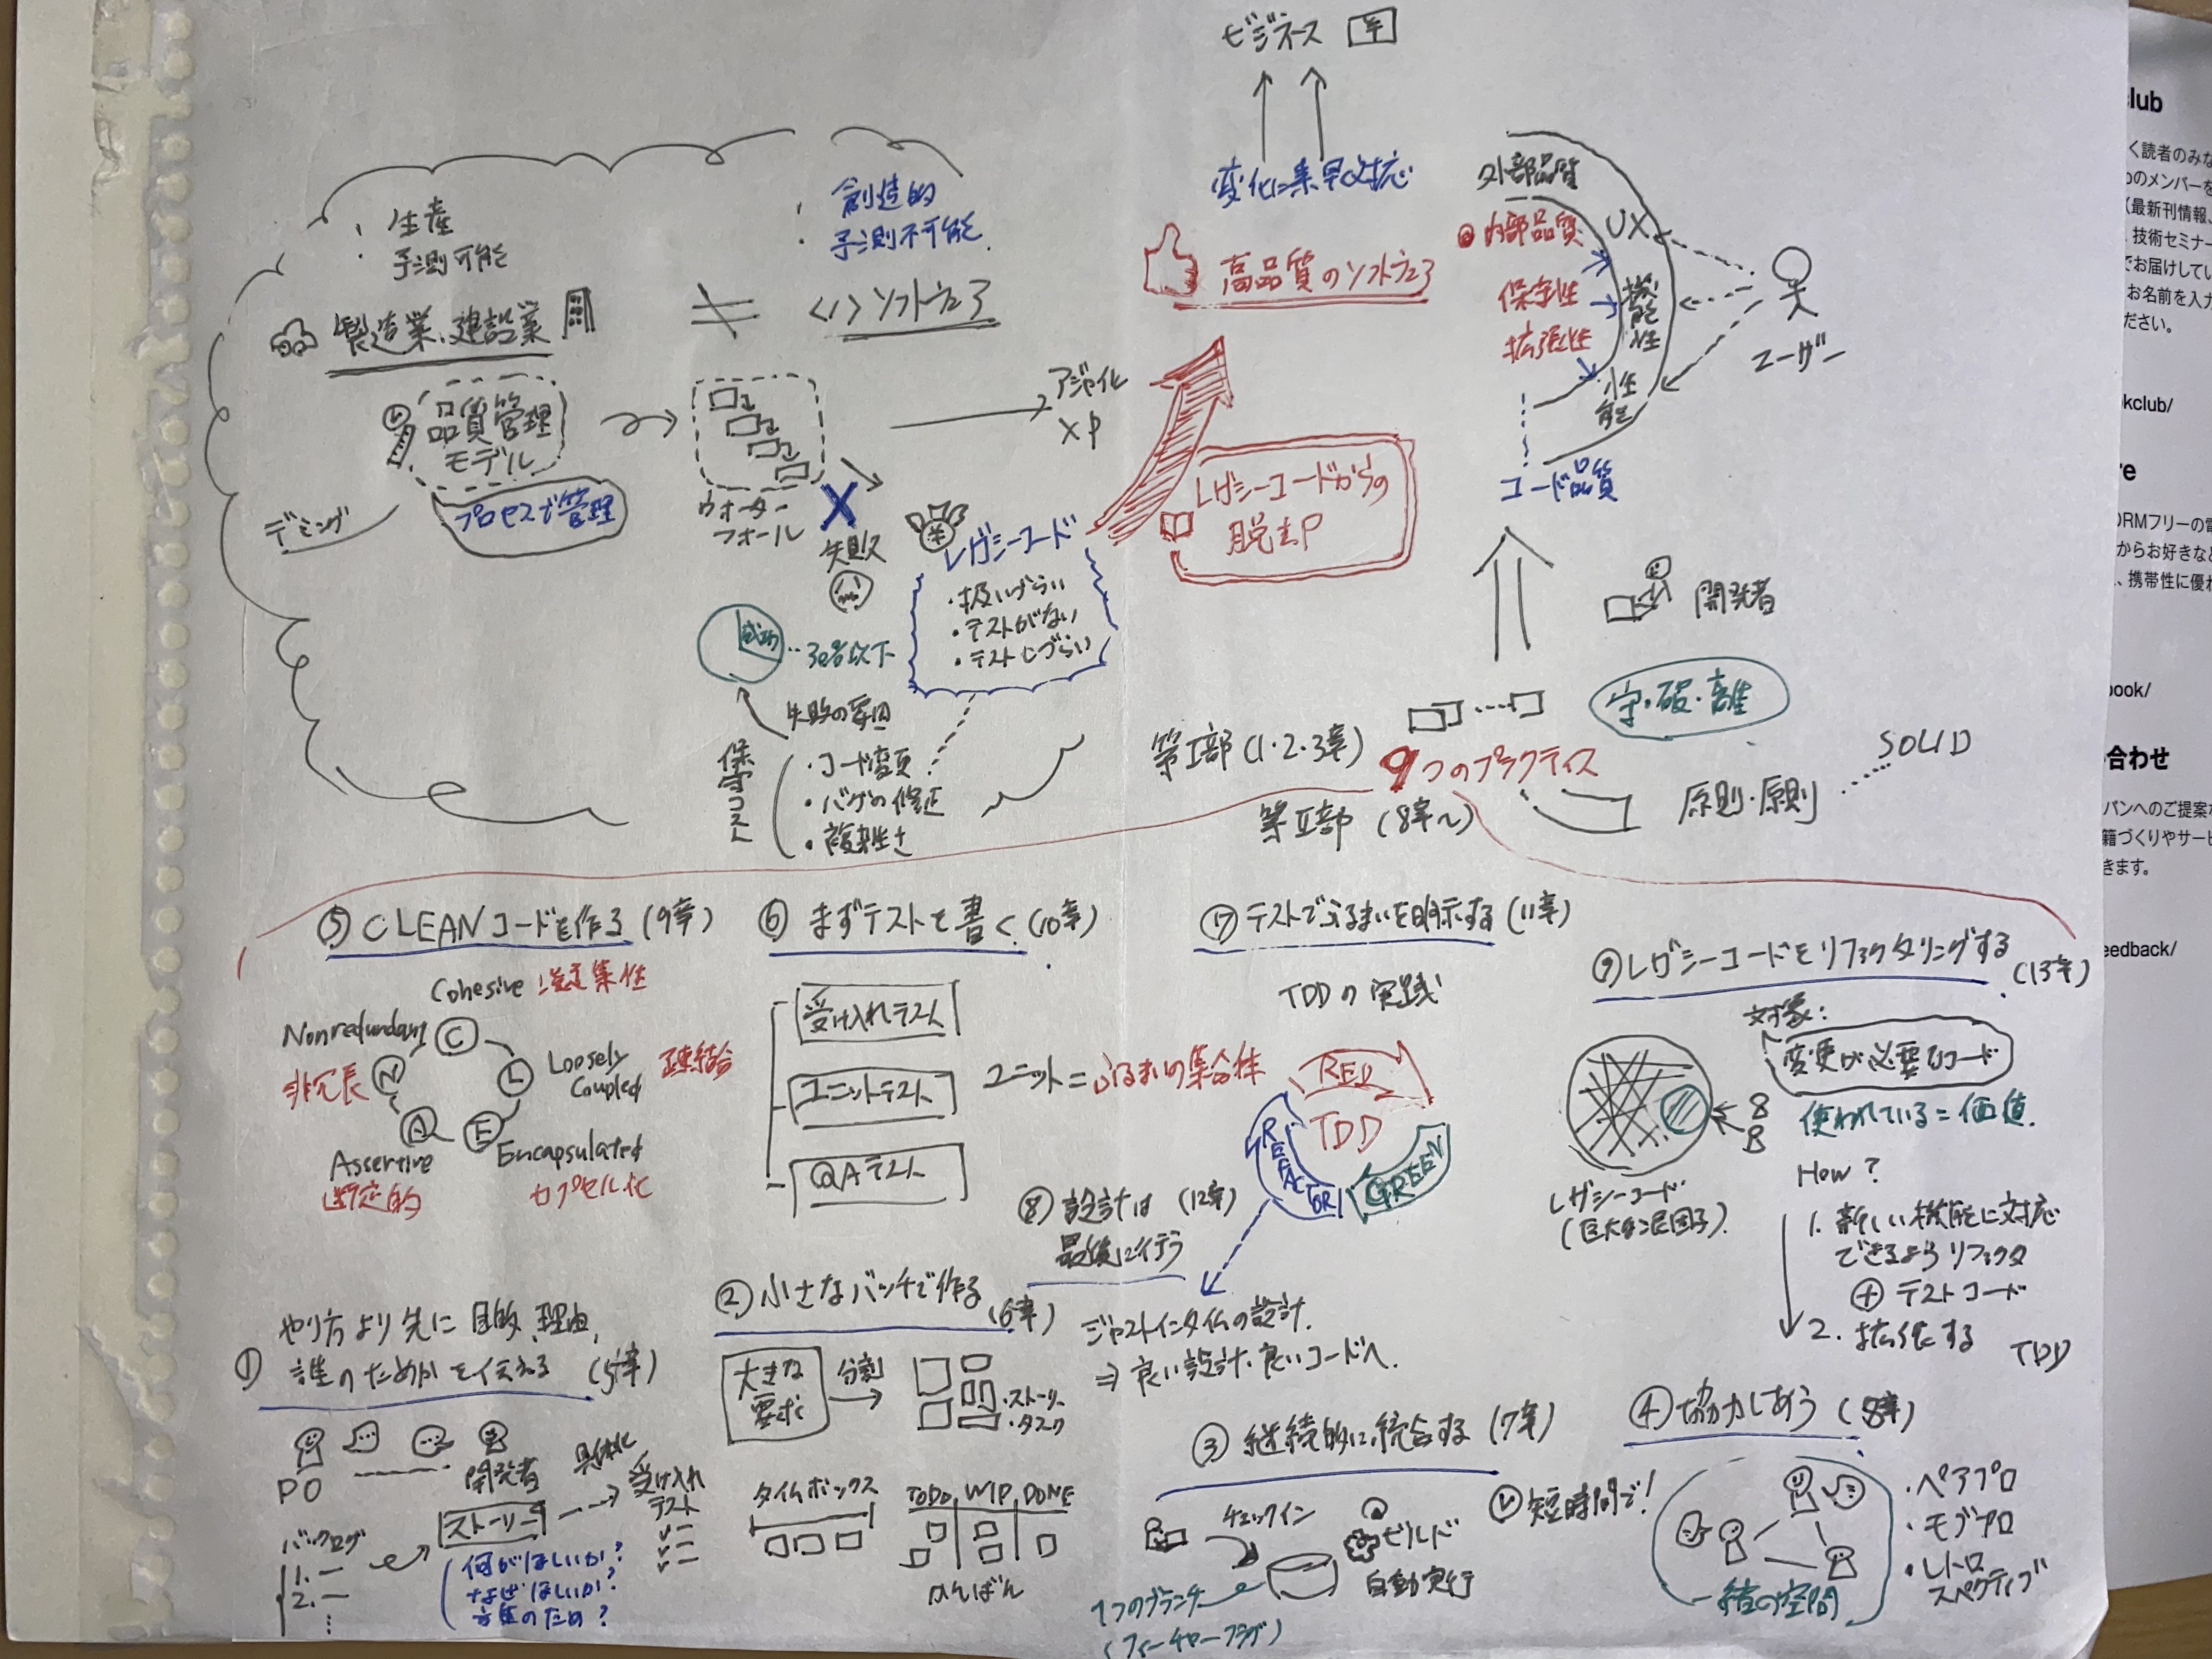 ビジネス
変化に素早く対応
・生産
・予測可能
・創造的
・予測不可能
製造業、建設業
≠
ソフトウェア
高品質のソフトウェア
外部品質
内部品質
保守性
拡張性
UX
機能性
性能
ユーザー
品質管理
モデル
プロセスで管理
デミング
ウォーター
フォール
アジャイル
XP
失敗
レガシーコード
・扱いづらい
・テストがない
・テストしづらい
レガシーコードからの
脱却
コード品質
開発者
成功
30%以下
失敗の要因
保守コスト
・コード変更
・バグの修正
・複雑さ
守・破・離
第I部(1・2・3章)
9つのプラクティス
第II部(8章〜)
原則・原則
SOLID
⑤CLEANコードを作る(9章)
Cohesive 凝集性
Nonredundant
非冗長
C
L
E
A
N
Loosely
Coupled
疎結合
Assertive
断定的
Encapsulated
カプセル化
⑥まずテストを書く(10章)
受け入れテスト
ユニットテスト
QAテスト
⑦テストでふるまいを明示する(11章)
TDDの実践
ユニット=ふるまいの集合体
RED
TDD
GREEN
REFACTOR
⑧設計は(12章)
最後に行う
ジャストインタイムの設計
⇒良い設計、良いコードへ
⑨レガシーコードをリファクタリングする
(13章)
対象:
変更が必要なコード
使われている=価値
レガシーコード
How?
1. 新しい機能に対応
できるようリファクタ
⊕テストコード
2. 拡張する
TDD
やり方より先に目的、理由、
①誰のためかを伝える(5章)
PO
開発者
具体化
受け入れ
テスト
バックログ
1.
2.
ストーリー
何がほしいか?
なぜほしいか?
誰のため?
②小さなバッチで作る
(6章)
大きな
要求
分割
・ストーリー
・タスク
タイムボックス
TODO WIP DONE
かんばん
③継続的に統合する(7章)
チェックイン
ビルド
自動実行
短時間で!
1つのブランチ
(フィーチャーフラグ)
④協力しあう(8章)
・ペアプロ
・モブプロ
・レトロ
スペクティブ
一緒の空間
く読者のみな
のメンバーを
(最新刊情報、
技術セミナー
でお届けしてい
お名前を入力
ださい。
kclub/
DRMフリーの電
からお好きな
、携帯性に優れ
book/
合わせ
パンへのご提案
籍づくりやサービ
きます。
eedback/